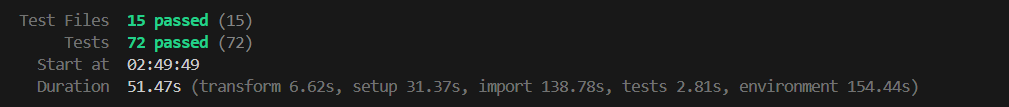 Test Files  15 passed (15)
Tests  72 passed (72)
Start at  02:49:49
Duration  51.47s (transform 6.62s, setup 31.37s, import 138.78s, tests 2.81s, environment 154.44s)